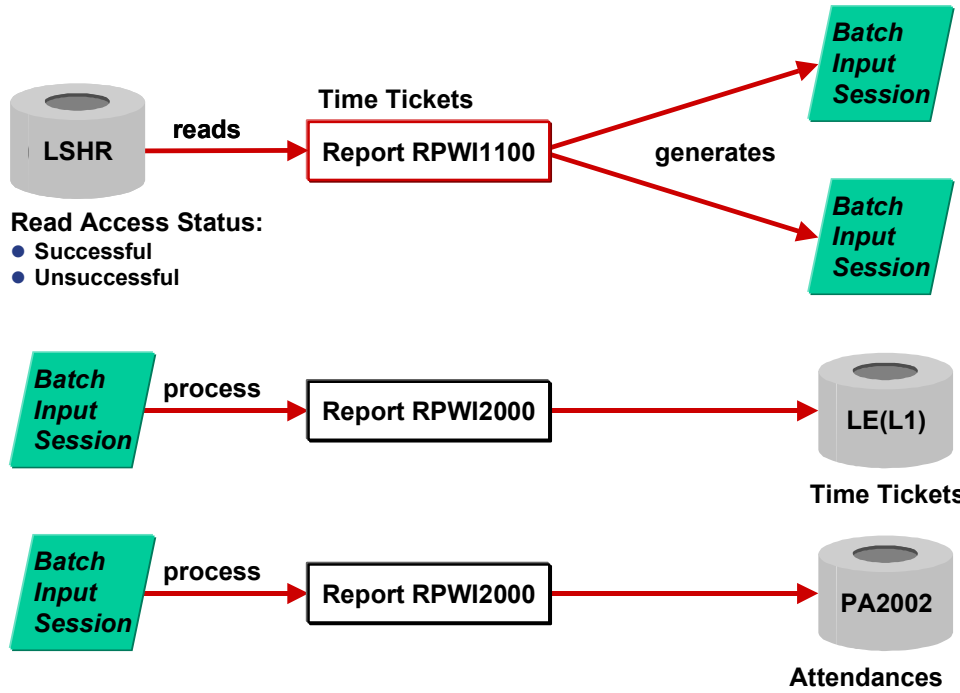 Batch
Input
Session
Time Tickets
LSHR
reads
Report RPWI1100
generates
Read Access Status:
Successful
Unsuccessful
Batch
Input
Session
Batch
Input
Session
process
Report RPWI2000
LE(L1)
Time Tickets
Batch
Input
Session
process
Report RPWI2000
PA2002
Attendances